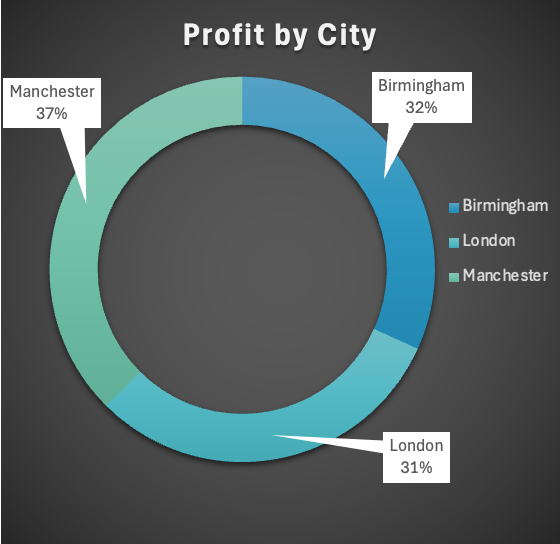 Profit by City
Manchester
37%
Birmingham
32%
Birmingham
London
Manchester
London
31%